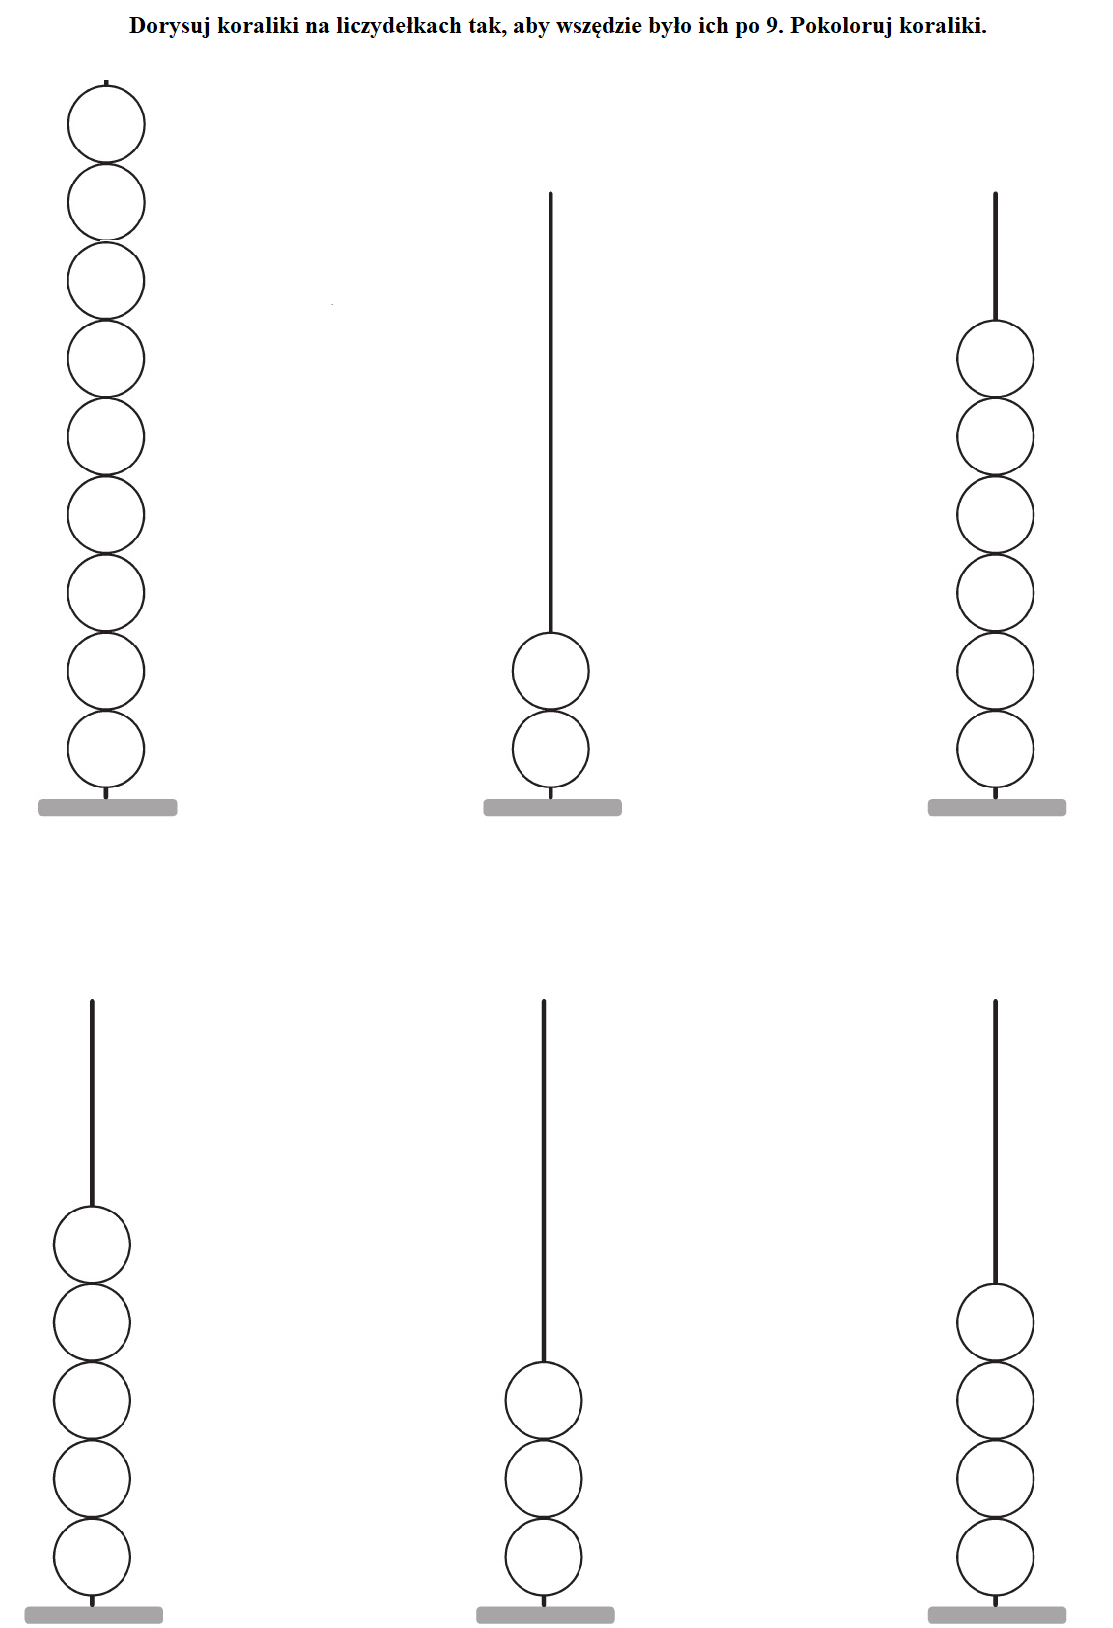 Dorysuj koraliki na liczydełkach tak, aby wszędzie było ich po 9. Pokoloruj koraliki.